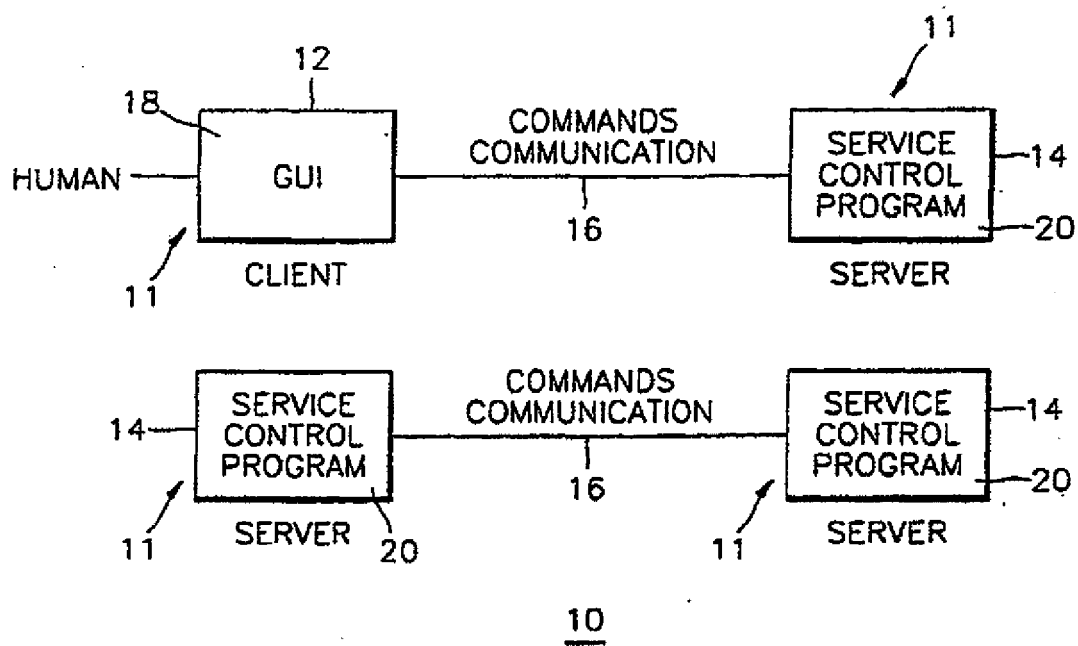 11
12
18
COMMANDS
COMMUNICATION
SERVICE
CONTROL
PROGRAM
14
HUMAN
GUI
16
20
11
CLIENT
SERVER
COMMANDS
COMMUNICATION
14
SERVICE
CONTROL
PROGRAM
SERVICE
CONTROL
PROGRAM
14
16
20
11
SERVER
20
11
SERVER
10